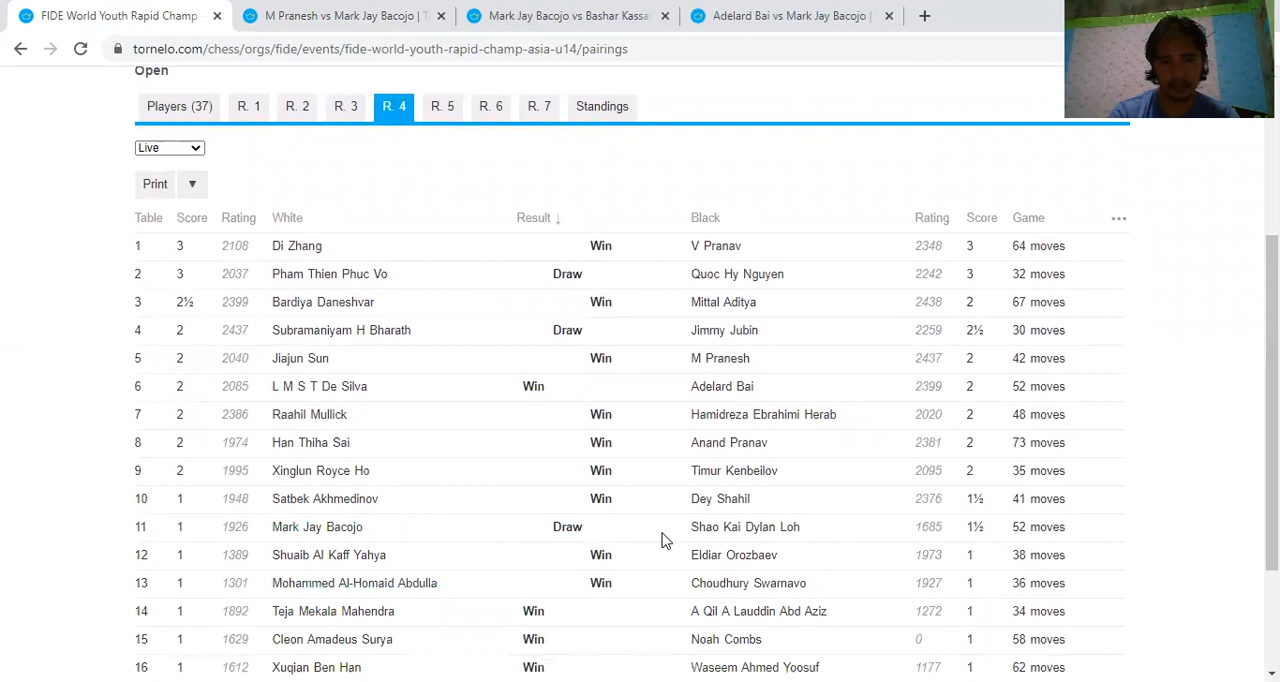 FIDE World Youth Rapid Champ × M Pranesh vs Mark Jay Bacojo | T × Mark Jay Bacojo vs Bashar Kassa × Adelard Bai vs Mark Jay Bacojo | × +
tornelo.com/chess/orgs/fide/events/fide-world-youth-rapid-champ-asia-u14/pairings
Open
Players (37) R. 1 R. 2 R. 3 R. 4 R. 5 R. 6 R. 7 Standings
Live
Print ▼
Table Score Rating White Result ↓ Black Rating Score Game •••
1 3 2108 Di Zhang Win V Pranav 2348 3 64 moves
2 3 2037 Pham Thien Phuc Vo Draw Quoc Hy Nguyen 2242 3 32 moves
3 2½ 2399 Bardiya Daneshvar Win Mittal Aditya 2438 2 67 moves
4 2 2437 Subramaniyam H Bharath Draw Jimmy Jubin 2259 2½ 30 moves
5 2 2040 Jiajun Sun Win M Pranesh 2437 2 42 moves
6 2 2085 L M S T De Silva Win Adelard Bai 2399 2 52 moves
7 2 2386 Raahil Mullick Win Hamidreza Ebrahimi Herab 2020 2 48 moves
8 2 1974 Han Thiha Sai Win Anand Pranav 2381 2 73 moves
9 2 1995 Xinglun Royce Ho Win Timur Kenbeilov 2095 2 35 moves
10 1 1948 Satbek Akhmedinov Win Dey Shahil 2376 1½ 41 moves
11 1 1926 Mark Jay Bacojo Draw Shao Kai Dylan Loh 1685 1½ 52 moves
12 1 1389 Shuaib Al Kaff Yahya Win Eldiar Orozbaev 1973 1 38 moves
13 1 1301 Mohammed Al-Homaid Abdulla Win Choudhury Swarnavo 1927 1 36 moves
14 1 1892 Teja Mekala Mahendra Win A Qil A Lauddin Abd Aziz 1272 1 34 moves
15 1 1629 Cleon Amadeus Surya Win Noah Combs 0 1 58 moves
16 1 1612 Xuqian Ben Han Win Waseem Ahmed Yoosuf 1177 1 62 moves